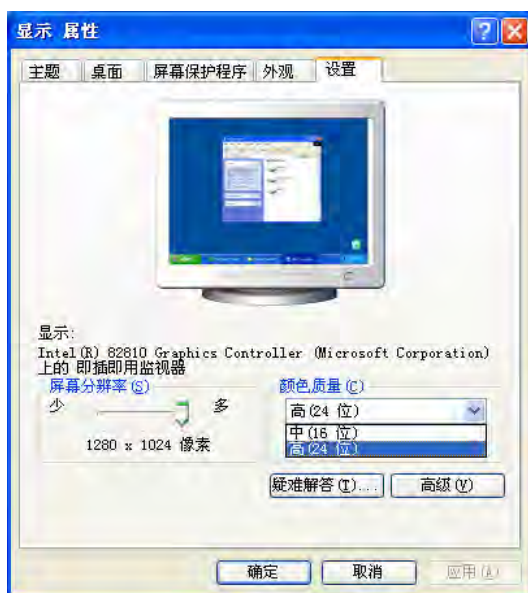 显示 属性
主题 桌面 屏幕保护程序 外观 设置
显示:
Intel(R) 82810 Graphics Controller (Microsoft Corporation)
上的 即插即用监视器
屏幕分辨率(S)
少 多
1280 x 1024 像素
颜色质量(C)
高(24 位)
中(16 位)
高(24 位)
疑难解答(T).... 高级(V)
确定 取消 应用(A)